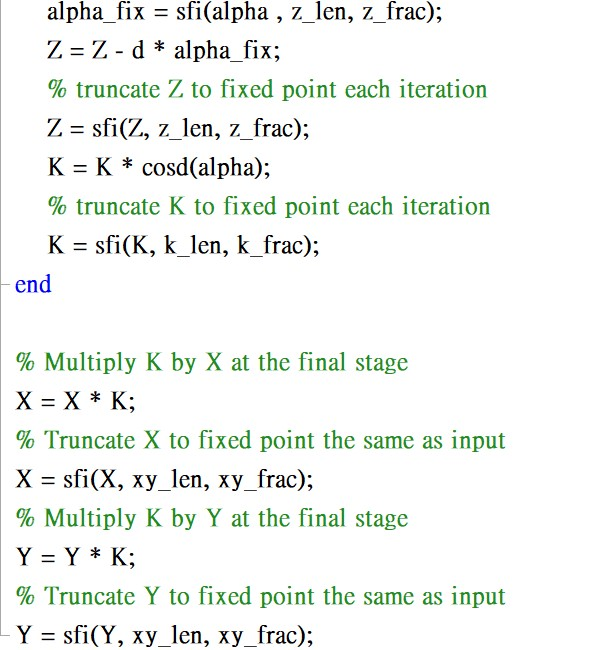 alpha_fix = sfi(alpha , z_len, z_frac);
Z = Z - d * alpha_fix;
% truncate Z to fixed point each iteration
Z = sfi(Z, z_len, z_frac);
K = K * cosd(alpha);
% truncate K to fixed point each iteration
K = sfi(K, k_len, k_frac);
end
% Multiply K by X at the final stage
X = X * K;
% Truncate X to fixed point the same as input
X = sfi(X, xy_len, xy_frac);
% Multiply K by Y at the final stage
Y = Y * K;
% Truncate Y to fixed point the same as input
Y = sfi(Y, xy_len, xy_frac);